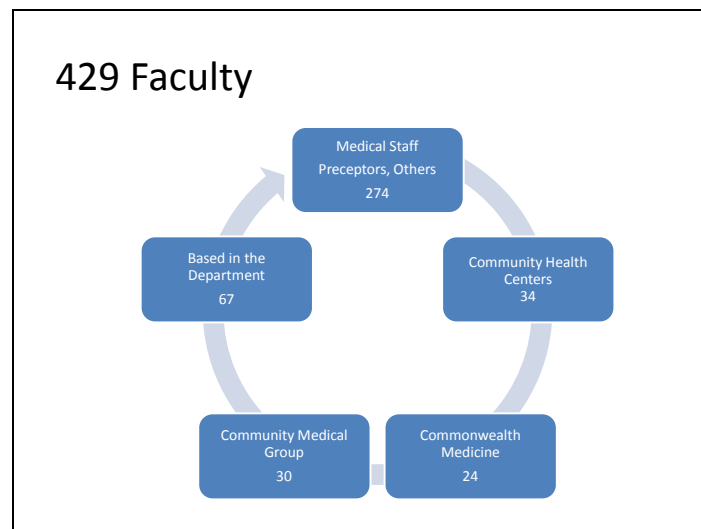 429 Faculty
Medical Staff
Preceptors, Others
274
Community Health
Centers
34
Commonwealth
Medicine
24
Community Medical
Group
30
Based in the
Department
67